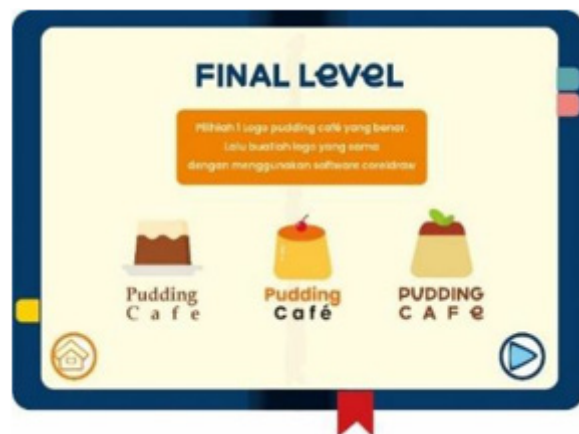 FINAL LeVeL
Pilihlah 1 Logo pudding café yang benar.
Lalu buatlah logo yang sama
dengan menggunakan software coreldraw
Pudding
Cafe
Pudding
Café
PUDDING
CAFe